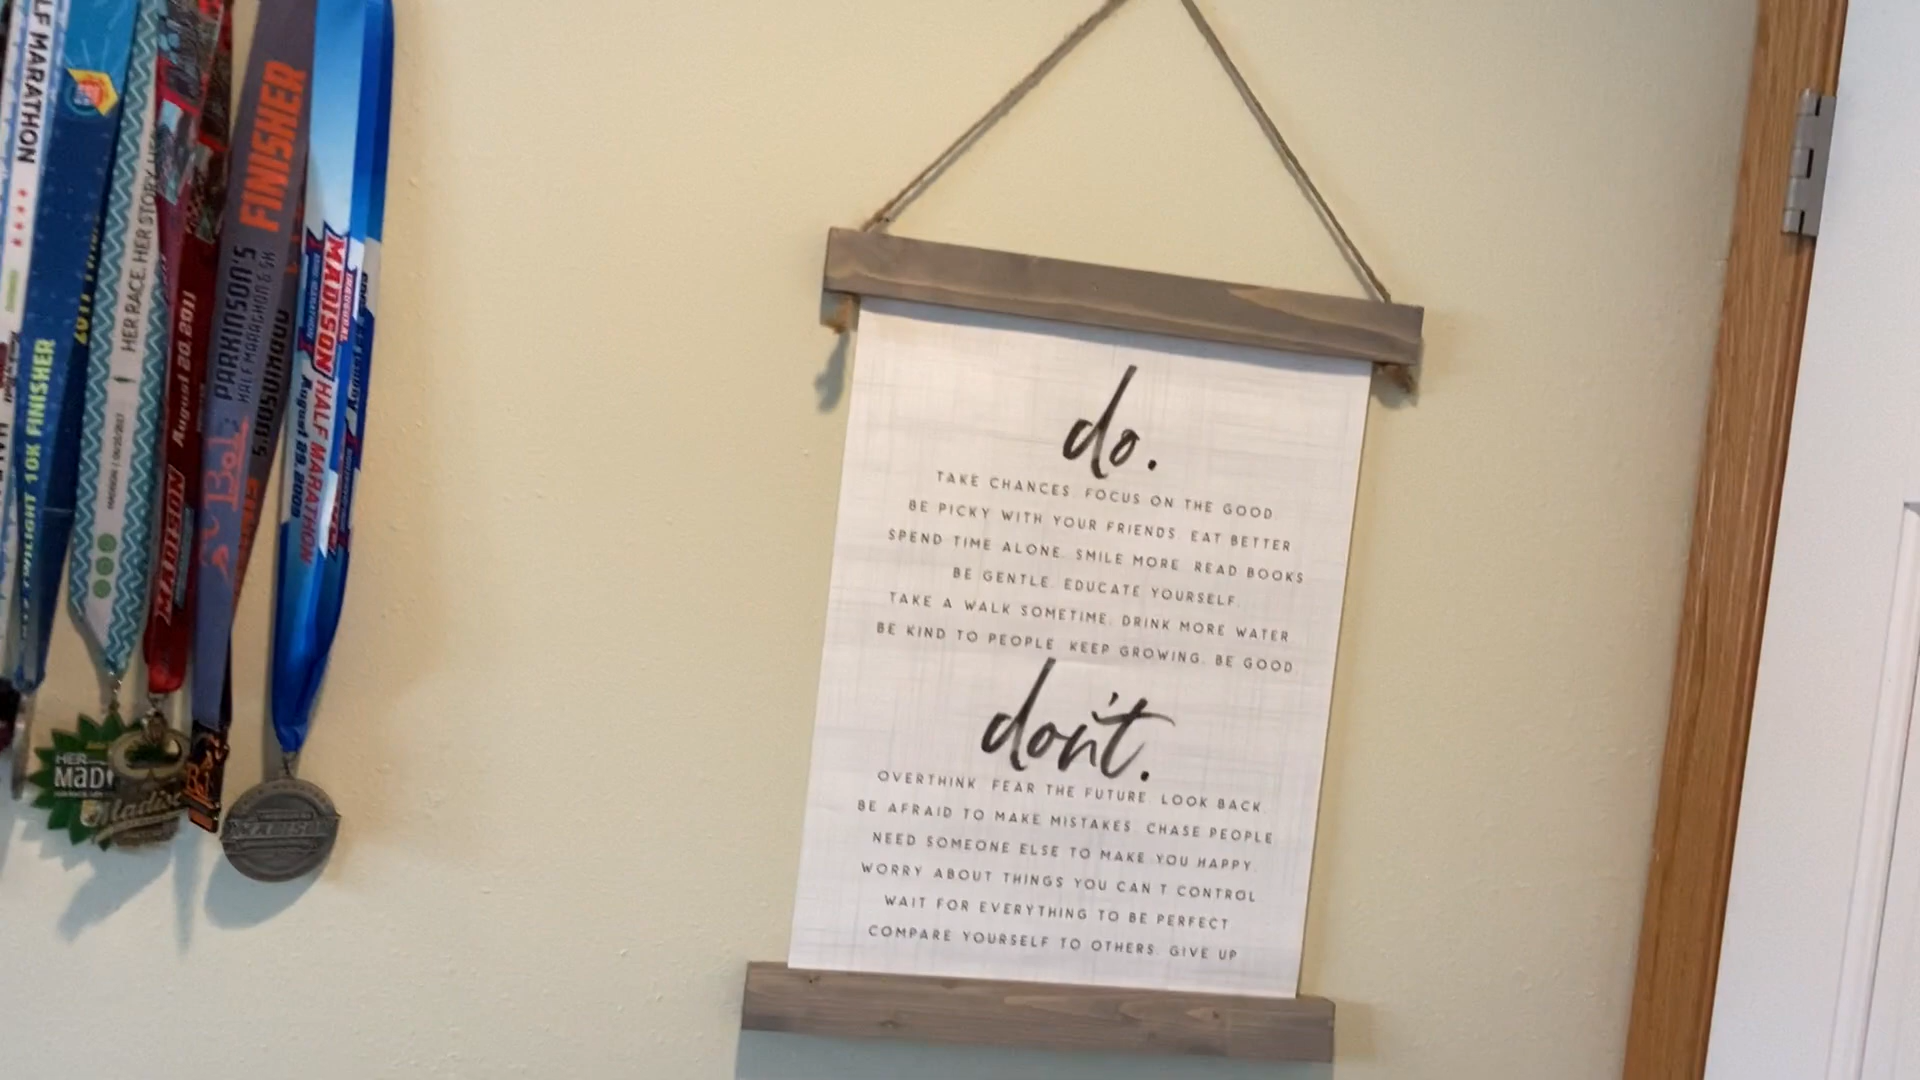 do.
TAKE CHANCES. FOCUS ON THE GOOD.
BE PICKY WITH YOUR FRIENDS. EAT BETTER
SPEND TIME ALONE. SMILE MORE. READ BOOKS
BE GENTLE. EDUCATE YOURSELF.
TAKE A WALK SOMETIME. DRINK MORE WATER
BE KIND TO PEOPLE. KEEP GROWING. BE GOOD
don't.
OVERTHINK. FEAR THE FUTURE. LOOK BACK.
BE AFRAID TO MAKE MISTAKES. CHASE PEOPLE
NEED SOMEONE ELSE TO MAKE YOU HAPPY.
WORRY ABOUT THINGS YOU CAN T CONTROL
WAIT FOR EVERYTHING TO BE PERFECT
COMPARE YOURSELF TO OTHERS. GIVE UP
MARATHON
10K FINISHER
2017
HER RACE. HER STORY.
August 20, 2011
MADISON
FINISHER
PARKINSON'S
HALF MARATHON & 5K
INAUGURAL
MADISON HALF MARATHON
August 29, 2009
HER
MAD
Madiso